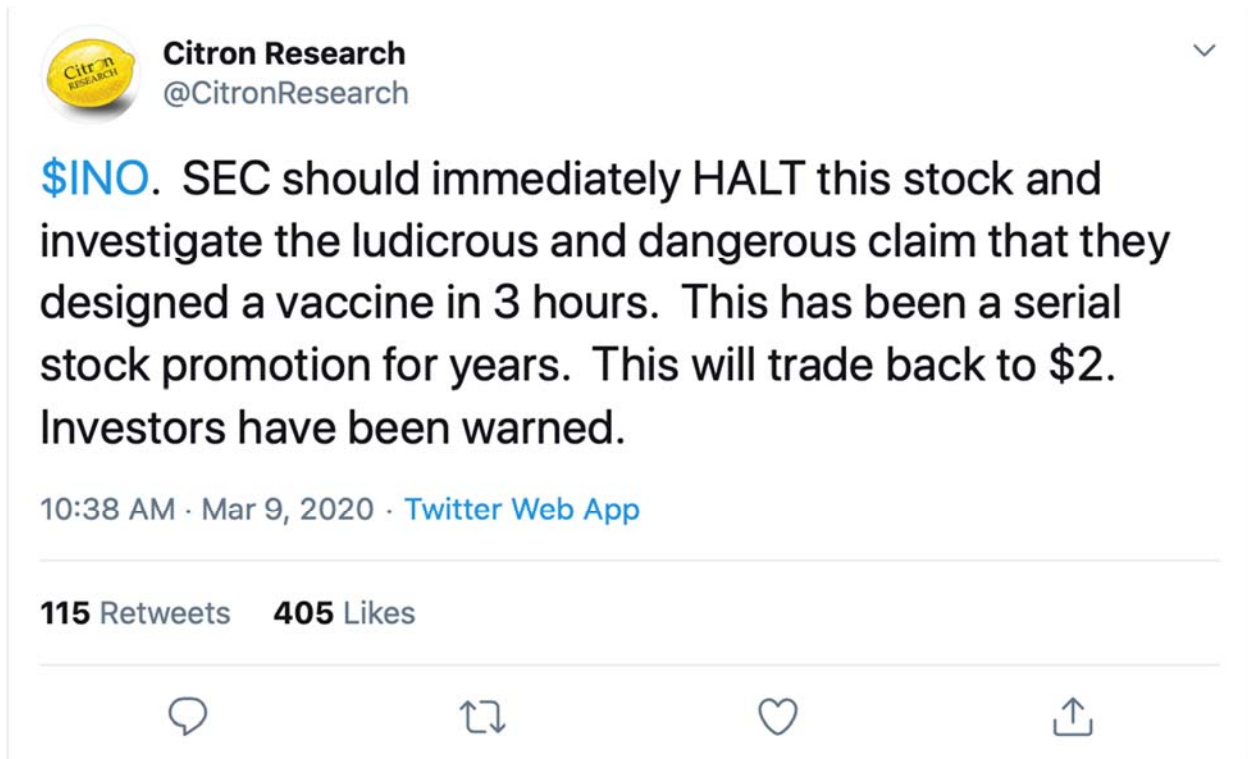 Citron
RESEARCH
Citron Research
@CitronResearch
$INO.  SEC should immediately HALT this stock and
investigate the ludicrous and dangerous claim that they
designed a vaccine in 3 hours.  This has been a serial
stock promotion for years.  This will trade back to $2.
Investors have been warned.
10:38 AM · Mar 9, 2020 · Twitter Web App
115 Retweets 405 Likes